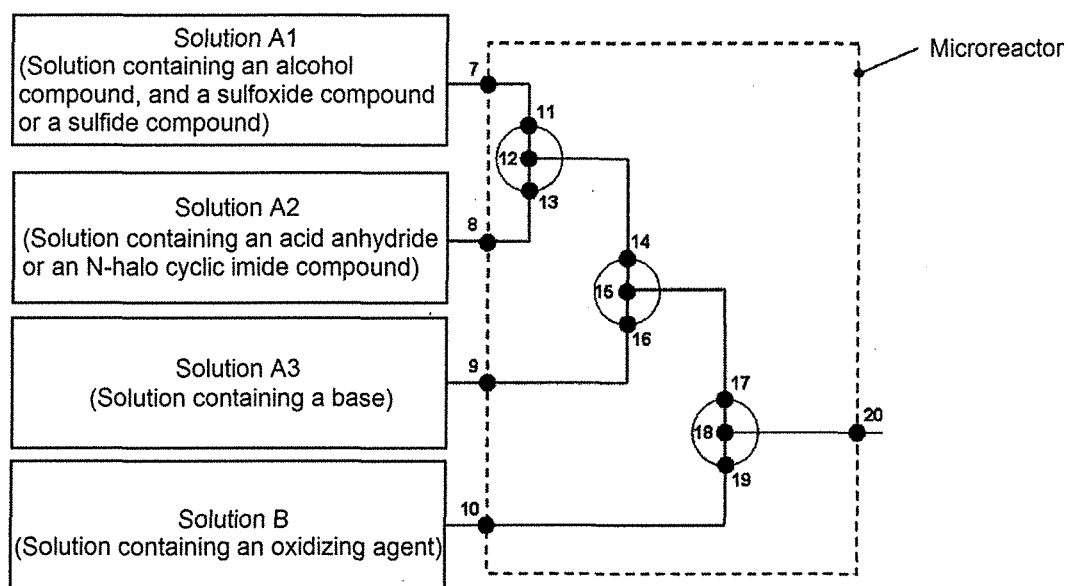 Solution A1
(Solution containing an alcohol
compound, and a sulfoxide compound
or a sulfide compound)
7
Microreactor
11
12
13
Solution A2
(Solution containing an acid anhydride
or an N-halo cyclic imide compound)
8
14
15
16
Solution A3
(Solution containing a base)
9
17
18
19
20
Solution B
(Solution containing an oxidizing agent)
10